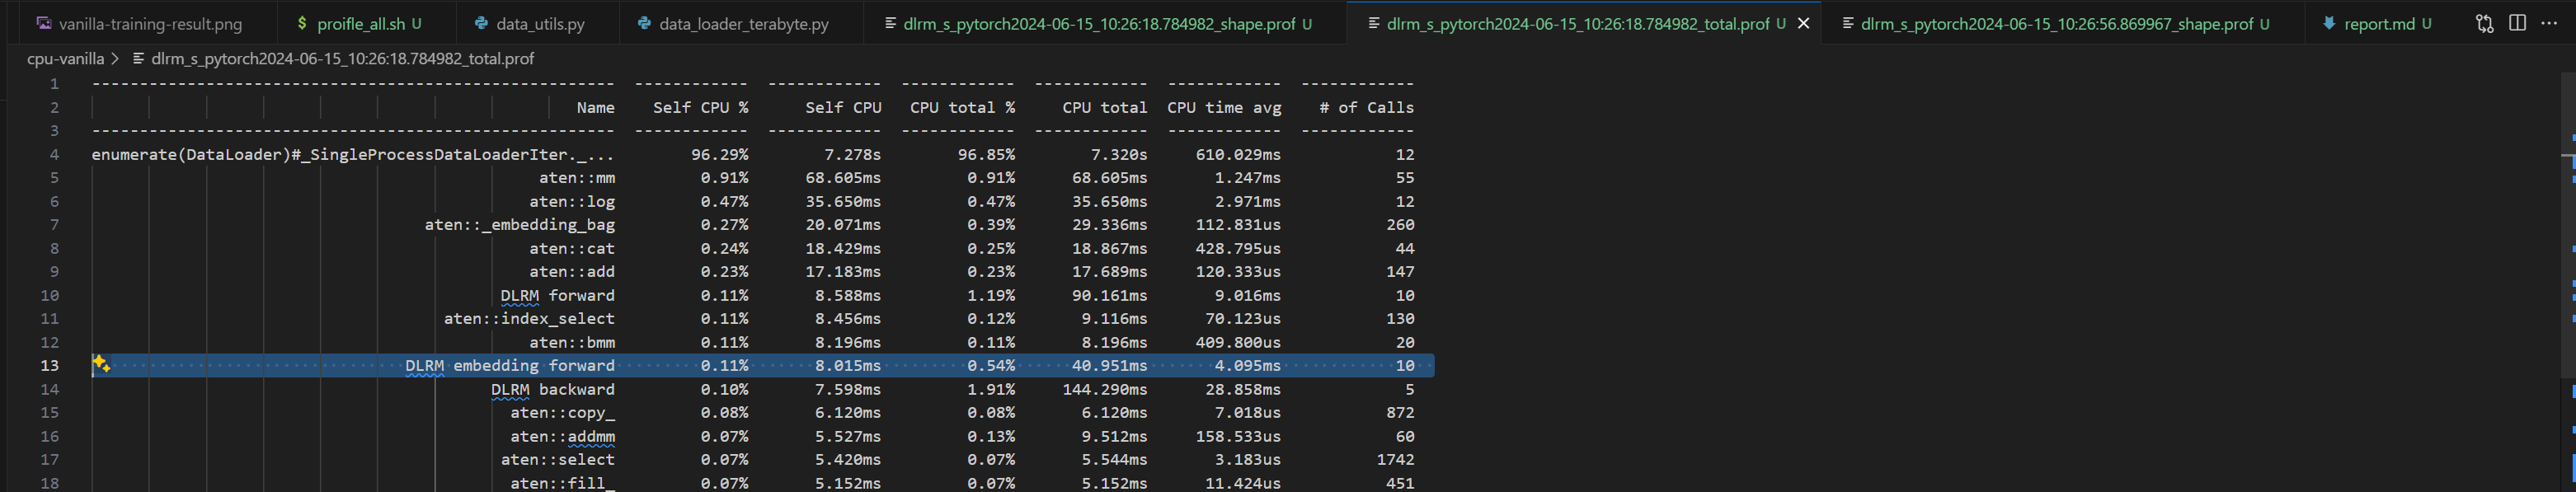 vanilla-training-result.png $ proifle_all.sh U data_utils.py data_loader_terabyte.py dlrm_s_pytorch2024-06-15_10:26:18.784982_shape.prof U dlrm_s_pytorch2024-06-15_10:26:18.784982_total.prof U dlrm_s_pytorch2024-06-15_10:26:56.869967_shape.prof U report.md U
cpu-vanilla > dlrm_s_pytorch2024-06-15_10:26:18.784982_total.prof
1 ------------------------------------------------------- ------------ ------------ ------------ ------------ ------------ ------------
2 Name Self CPU % Self CPU CPU total % CPU total CPU time avg # of Calls
3 ------------------------------------------------------- ------------ ------------ ------------ ------------ ------------ ------------
4 enumerate(DataLoader)#_SingleProcessDataLoaderIter._... 96.29% 7.278s 96.85% 7.320s 610.029ms 12
5 aten::mm 0.91% 68.605ms 0.91% 68.605ms 1.247ms 55
6 aten::log 0.47% 35.650ms 0.47% 35.650ms 2.971ms 12
7 aten::_embedding_bag 0.27% 20.071ms 0.39% 29.336ms 112.831us 260
8 aten::cat 0.24% 18.429ms 0.25% 18.867ms 428.795us 44
9 aten::add 0.23% 17.183ms 0.23% 17.689ms 120.333us 147
10 DLRM forward 0.11% 8.588ms 1.19% 90.161ms 9.016ms 10
11 aten::index_select 0.11% 8.456ms 0.12% 9.116ms 70.123us 130
12 aten::bmm 0.11% 8.196ms 0.11% 8.196ms 409.800us 20
13 DLRM embedding forward 0.11% 8.015ms 0.54% 40.951ms 4.095ms 10
14 DLRM backward 0.10% 7.598ms 1.91% 144.290ms 28.858ms 5
15 aten::copy_ 0.08% 6.120ms 0.08% 6.120ms 7.018us 872
16 aten::addmm 0.07% 5.527ms 0.13% 9.512ms 158.533us 60
17 aten::select 0.07% 5.420ms 0.07% 5.544ms 3.183us 1742
18 aten::fill_ 0.07% 5.152ms 0.07% 5.152ms 11.424us 451